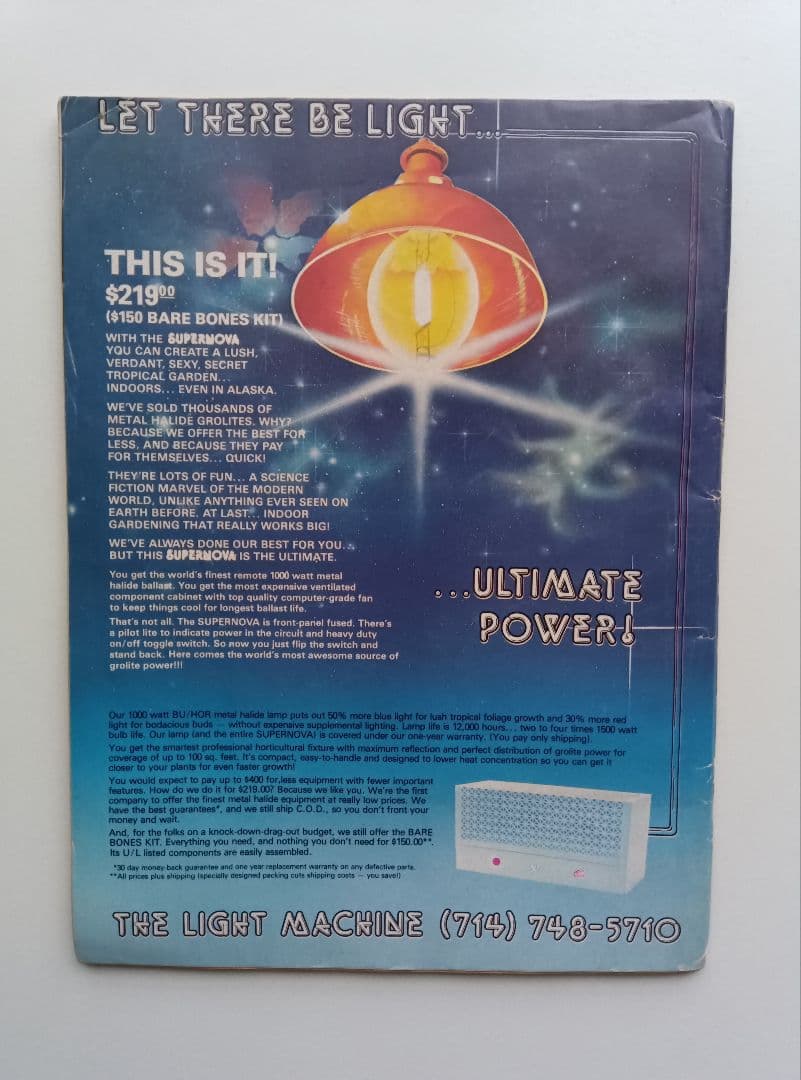 LET THERE BE LIGHT...
THIS IS IT!
$219.00
($150 BARE BONES KIT)
WITH THE SUPERNOVA
YOU CAN CREATE A LUSH,
VERDANT, SEXY, SECRET
TROPICAL GARDEN...
INDOORS... EVEN IN ALASKA.
WE'VE SOLD THOUSANDS OF
METAL HALIDE GROLITES. WHY?
BECAUSE WE OFFER THE BEST FOR
LESS. AND BECAUSE THEY PAY
FOR THEMSELVES... QUICK!
THEY'RE LOTS OF FUN... A SCIENCE
FICTION MARVEL OF THE MODERN
WORLD, UNLIKE ANYTHING EVER SEEN ON
EARTH BEFORE. AT LAST... INDOOR
GARDENING THAT REALLY WORKS BIG!
WE'VE ALWAYS DONE OUR BEST FOR YOU...
BUT THIS SUPERNOVA IS THE ULTIMATE.
You get the world's finest remote 1000 watt metal
halide ballast. You get the most expensive ventilated
component cabinet with top quality computer-grade fan
to keep things cool for longest ballast life.
That's not all. The SUPERNOVA is front-panel fused. There's
a pilot lite to indicate power in the circuit and heavy duty
on/off toggle switch. So now you just flip the switch and
stand back. Here comes the world's most awesome source of
grolite power!!!
...ULTIMATE
POWER!
Our 1000 watt BU/HOR metal halide lamp puts out 50% more blue light for lush tropical foliage growth and 30% more red
light for bodacious buds — without expensive supplemental lighting. Lamp life is 12,000 hours... two to four times 1500 watt
bulb life. Our lamp (and the entire SUPERNOVA) is covered under our one-year warranty. (You pay only shipping).
You get the smartest professional horticultural fixture with maximum reflection and perfect distribution of grolite power for
coverage of up to 100 sq. feet. It's compact, easy-to-handle and designed to lower heat concentration so you can get it
closer to your plants for even faster growth!
You would expect to pay up to $400 for less equipment with fewer important
features. How do we do it for $219.00? Because we like you. We're the first
company to offer the finest metal halide equipment at really low prices. We
have the best guarantees*, and we still ship C.O.D., so you don't front your
money and wait.
And, for the folks on a knock-down-drag-out budget, we still offer the BARE
BONES KIT. Everything you need, and nothing you don't need for $150.00**.
Its U/L listed components are easily assembled.
*30 day money-back guarantee and one year replacement warranty on any defective parts.
**All prices plus shipping (specially designed packing cuts shipping costs — you save!)
THE LIGHT MACHINE (714) 748-5710